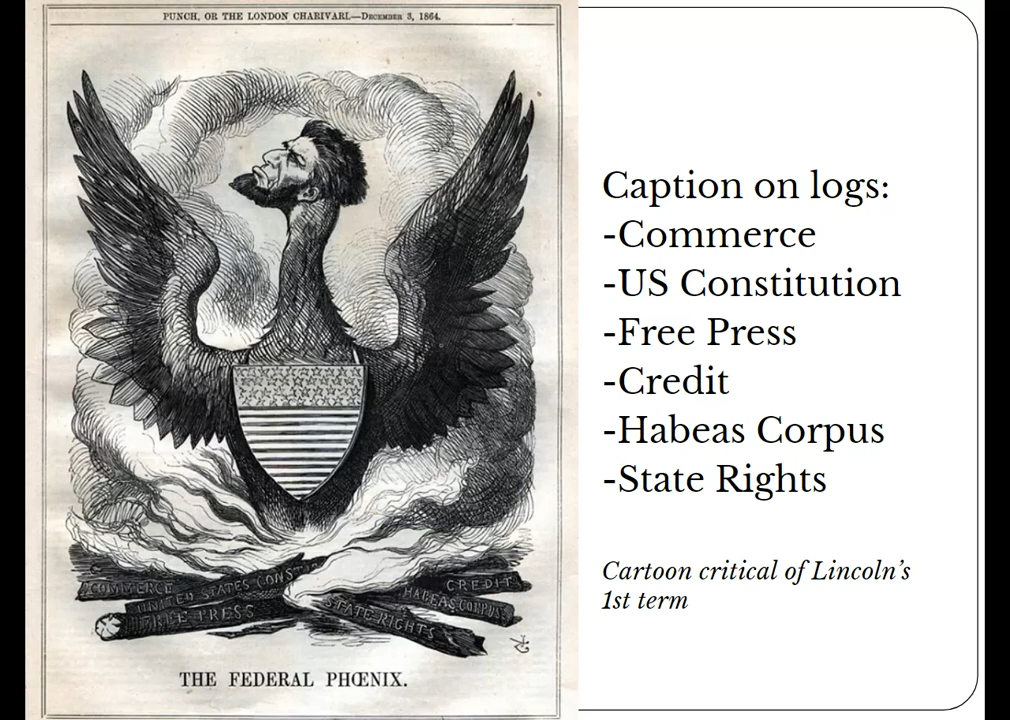 PUNCH, OR THE LONDON CHARIVARI.—December 3, 1864.
COMMERCE
UNITED STATES CONSTI
FREE PRESS
CREDIT
HABEAS CORPUS
STATE RIGHTS
THE FEDERAL PHŒNIX.
Caption on logs:
-Commerce
-US Constitution
-Free Press
-Credit
-Habeas Corpus
-State Rights
Cartoon critical of Lincoln’s
1st term